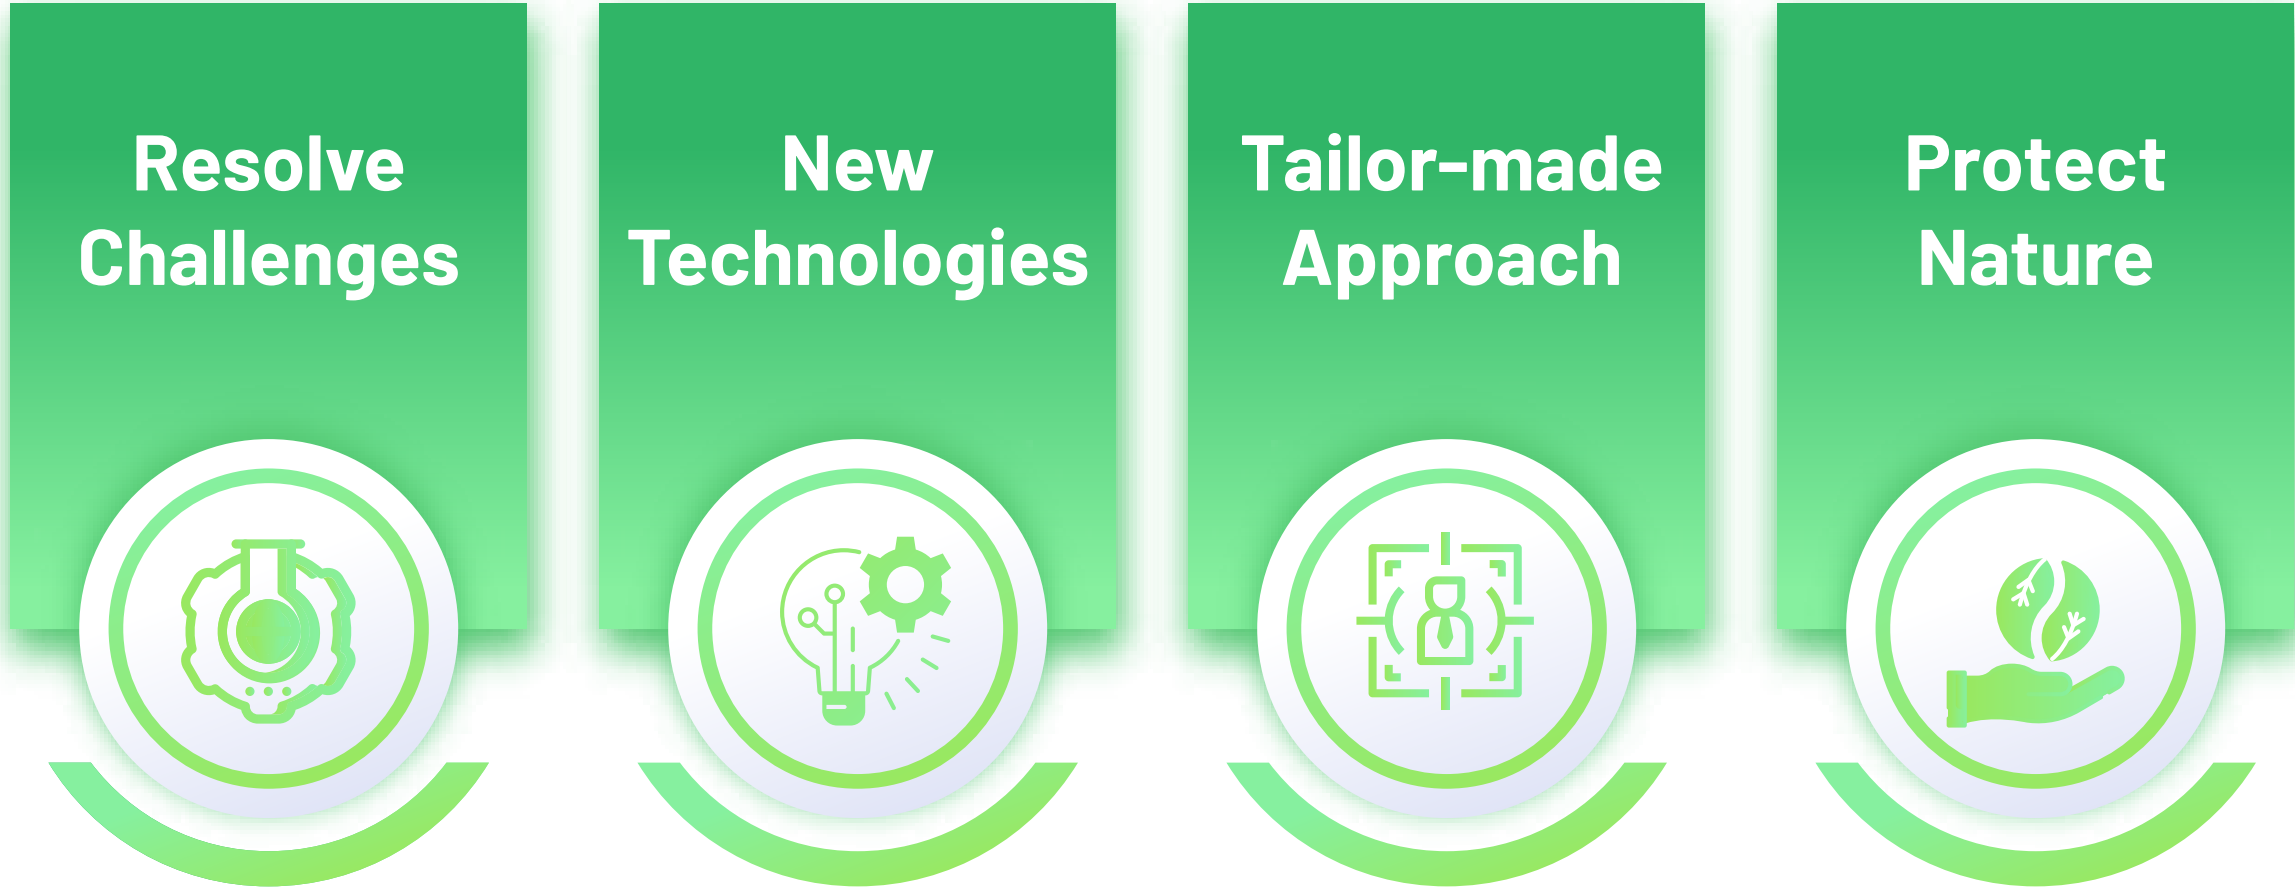 Resolve
Challenges
New
Technologies
Tailor-made
Approach
Protect
Nature